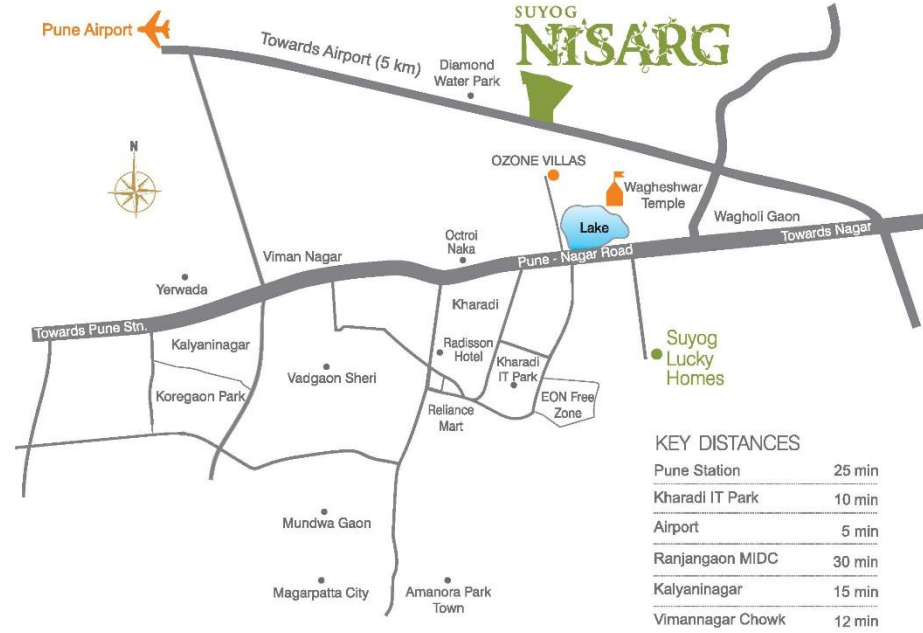 SUYOG
NISARG
Pune Airport
Towards Airport (5 km)
Diamond
Water Park
N
OZONE VILLAS
Wagheshwar
Temple
Wagholi Gaon
Lake
Towards Nagar
Octroi
Naka
Pune - Nagar Road
Viman Nagar
Yerwada
Kharadi
Towards Pune Stn.
Kalyaninagar
Radisson
Hotel
Kharadi
IT Park
Suyog
Lucky
Homes
Vadgaon Sheri
Koregaon Park
Reliance
Mart
EON Free
Zone
Mundwa Gaon
Magarpatta City
Amanora Park
Town
KEY DISTANCES
Pune Station 25 min
Kharadi IT Park 10 min
Airport 5 min
Ranjangaon MIDC 30 min
Kalyaninagar 15 min
Vimannagar Chowk 12 min